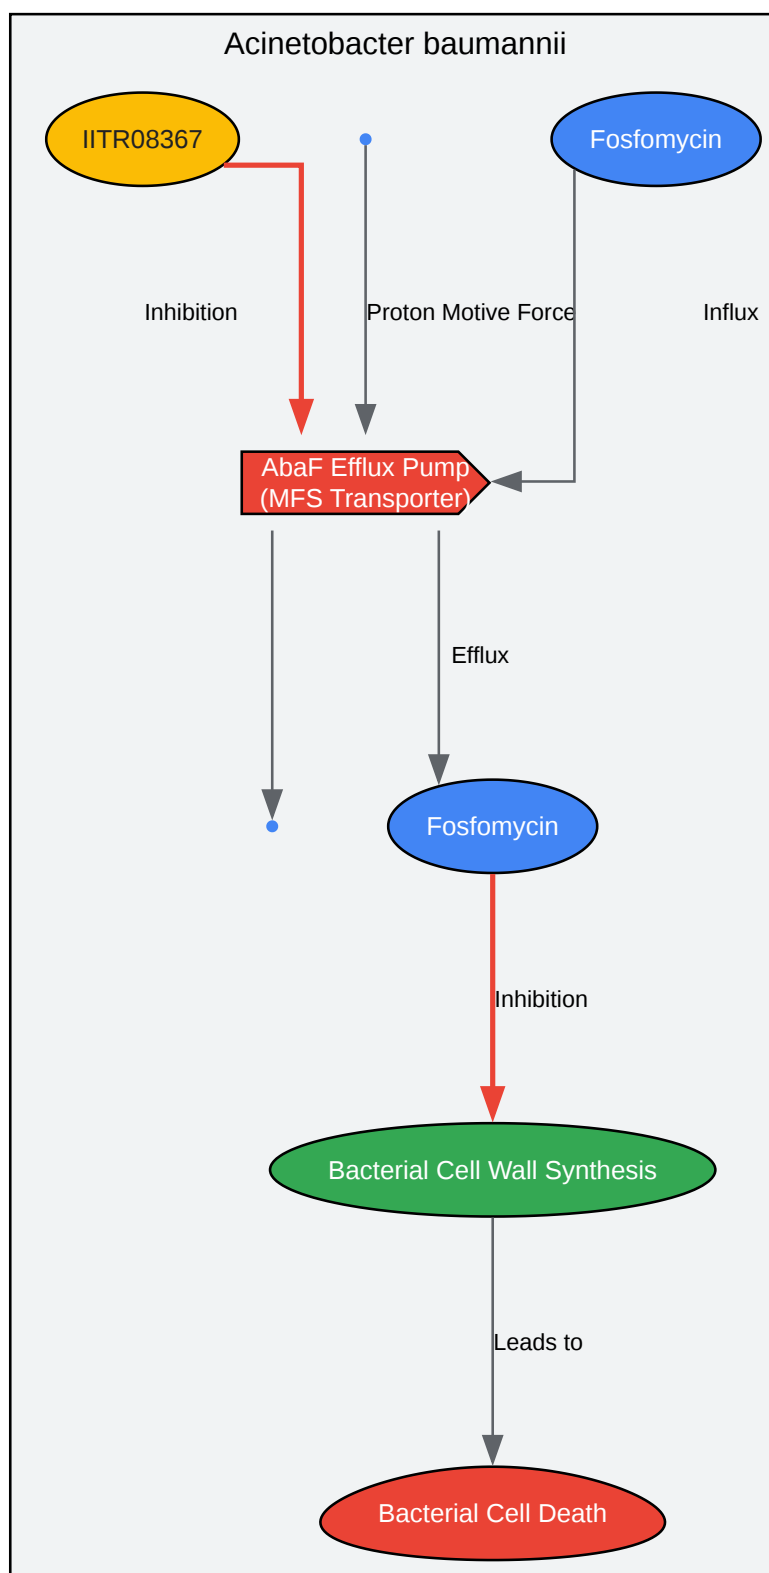 Acinetobacter baumannii
IITR08367
Fosfomycin
Inhibition
Proton Motive Force
Influx
AbaF Efflux Pump
(MFS Transporter)
Efflux
Fosfomycin
Inhibition
Bacterial Cell Wall Synthesis
Leads to
Bacterial Cell Death